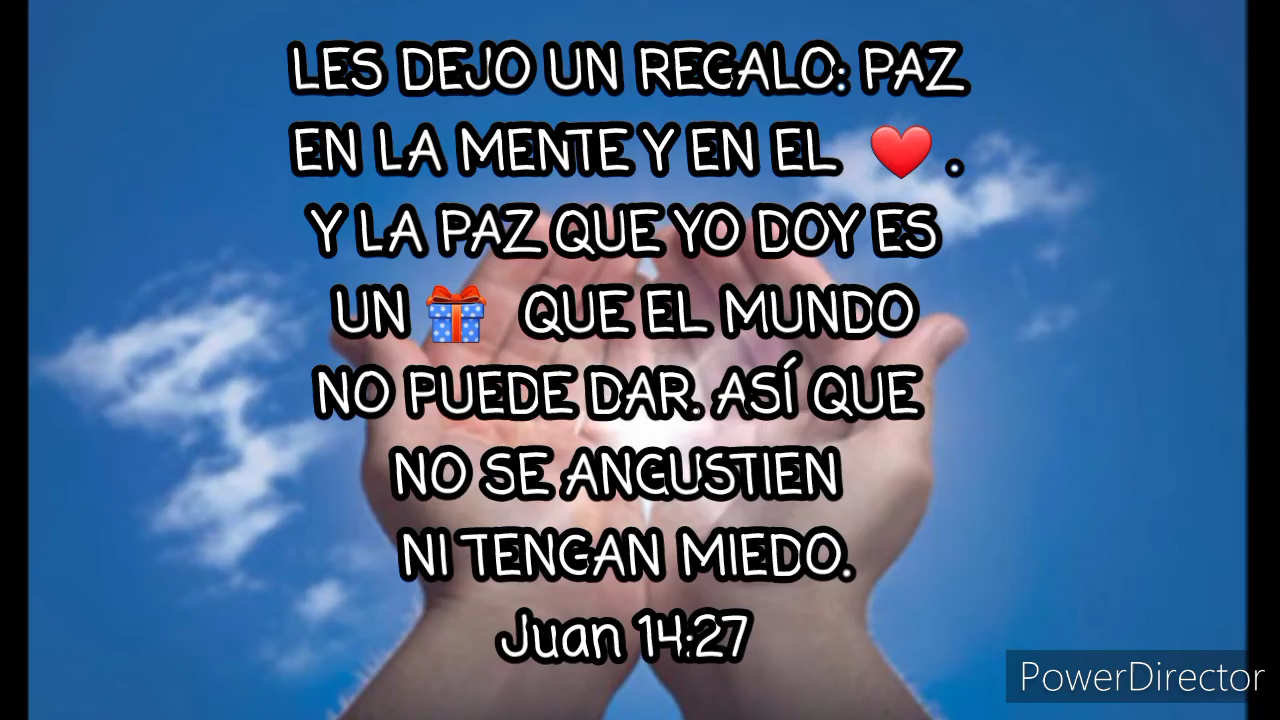 LES DEJO UN REGALO: PAZ
EN LA MENTE Y EN EL ❤️ .
Y LA PAZ QUE YO DOY ES
UN 🎁 QUE EL MUNDO
NO PUEDE DAR. ASÍ QUE
NO SE ANGUSTIEN
NI TENGAN MIEDO.
Juan 14:27
PowerDirector